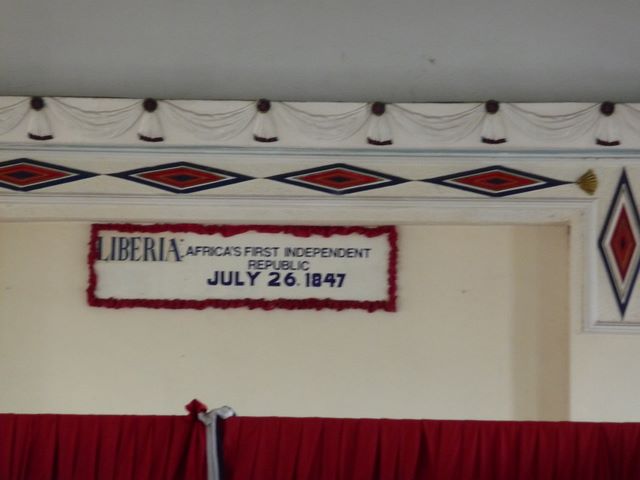 LIBERIA: AFRICA'S FIRST INDEPENDENT
REPUBLIC
JULY 26. 1847